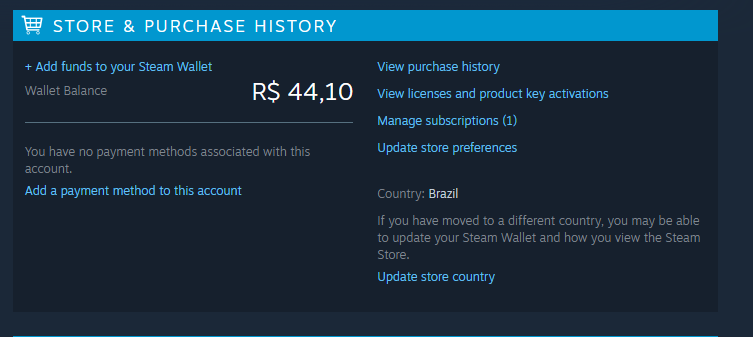 STORE & PURCHASE HISTORY
+ Add funds to your Steam Wallet
Wallet Balance R$ 44,10
You have no payment methods associated with this
account.
Add a payment method to this account
View purchase history
View licenses and product key activations
Manage subscriptions (1)
Update store preferences
Country: Brazil
If you have moved to a different country, you may be able
to update your Steam Wallet and how you view the Steam
Store.
Update store country